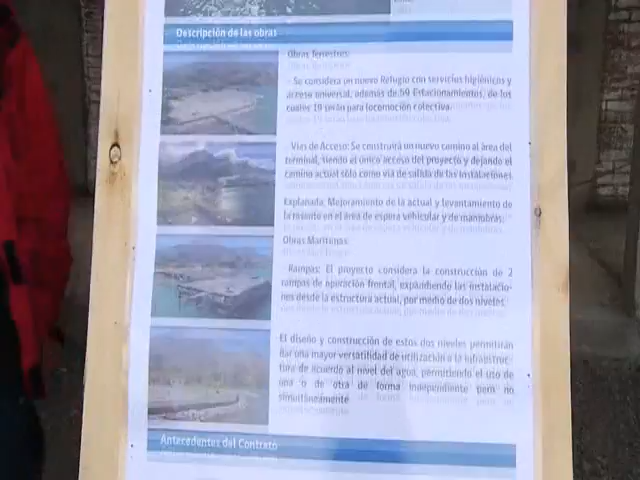 Descripción de las obras
Obras Terrestres:
- Se considera un nuevo Refugio con servicios higiénicos y
acceso universal, además de 59 Estacionamientos, de los
cuales 19 serán para locomoción colectiva.
- Vías de Acceso: Se construirá un nuevo camino al área del
terminal, siendo el único acceso del proyecto y dejando el
camino actual sólo como vía de salida de las instalaciones.
Explanada. Mejoramiento de la actual y levantamiento de
la rasante en el área de espera vehicular y de maniobras.
Obras Marítimas
Rampas: El proyecto considera la construcción de 2
rampas de operación frontal, expandiendo las instalacio-
nes desde la estructura actual, por medio de dos niveles
El diseño y construcción de estos dos niveles permitirán
dar una mayor versatilidad de utilización a la infraestruc-
tura de acuerdo al nivel del agua, permitiendo el uso de
una o de otra de forma independiente pero no
simultáneamente
Antecedentes del Contrato